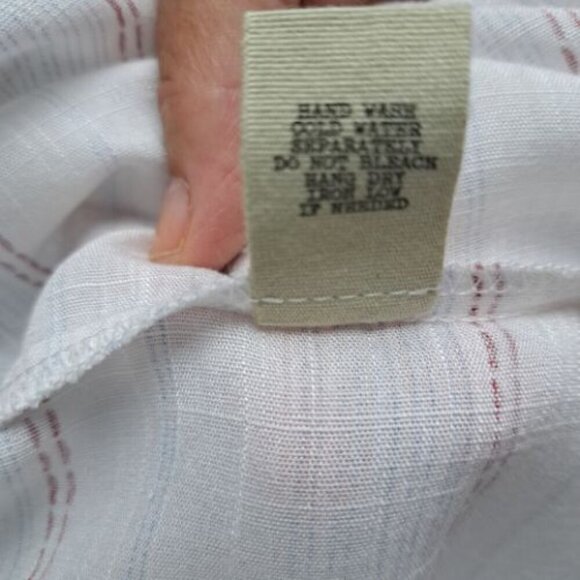 HAND WASH
COLD WATER
SEPARATELY
DO NOT BLEACH
HANG DRY
IRON LOW
IF NEEDED